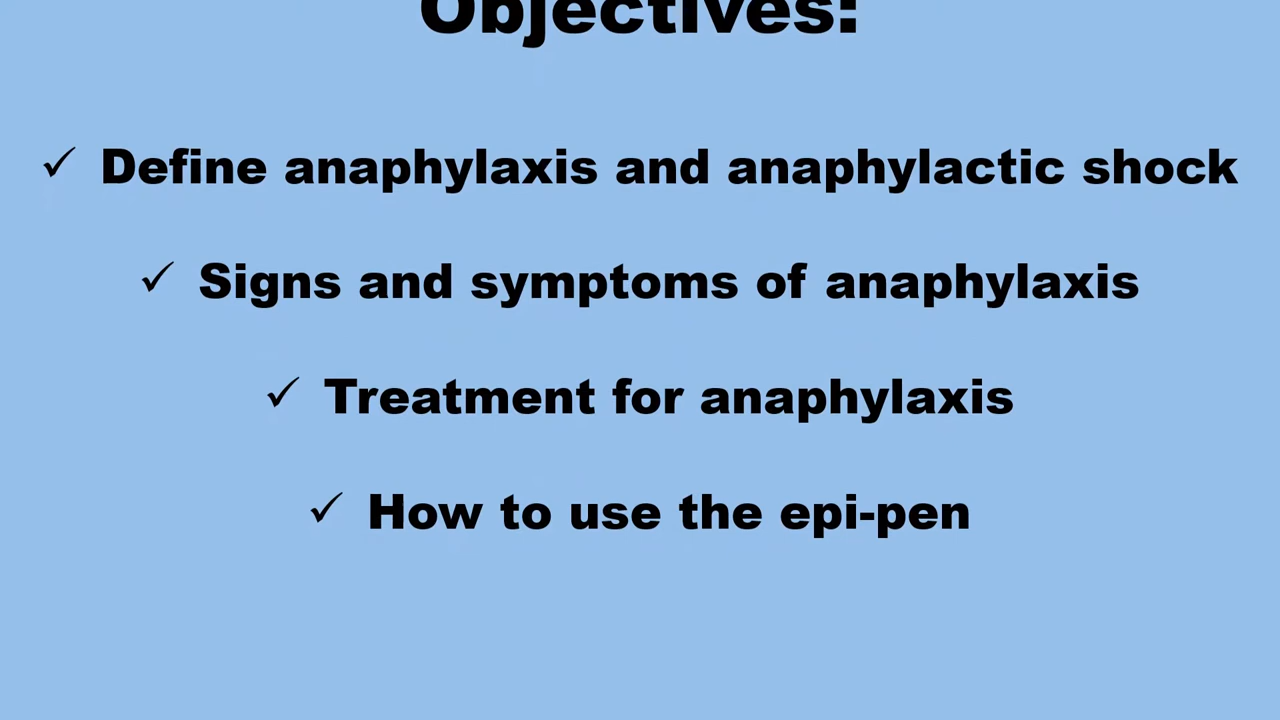 Objectives:
✓ Define anaphylaxis and anaphylactic shock
✓ Signs and symptoms of anaphylaxis
✓ Treatment for anaphylaxis
✓ How to use the epi-pen